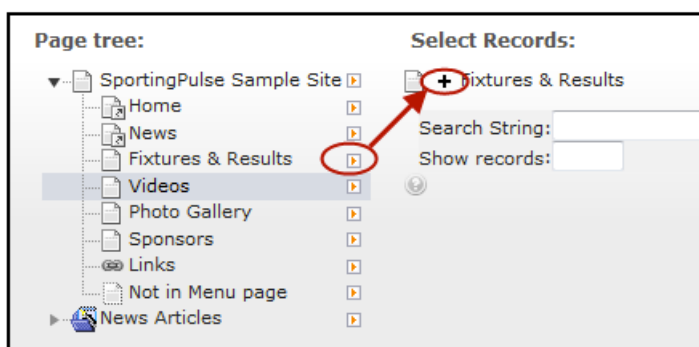 Page tree:
SportingPulse Sample Site
Home
News
Fixtures & Results
Videos
Photo Gallery
Sponsors
Links
Not in Menu page
News Articles
Select Records:
Fixtures & Results
Search String:
Show records: